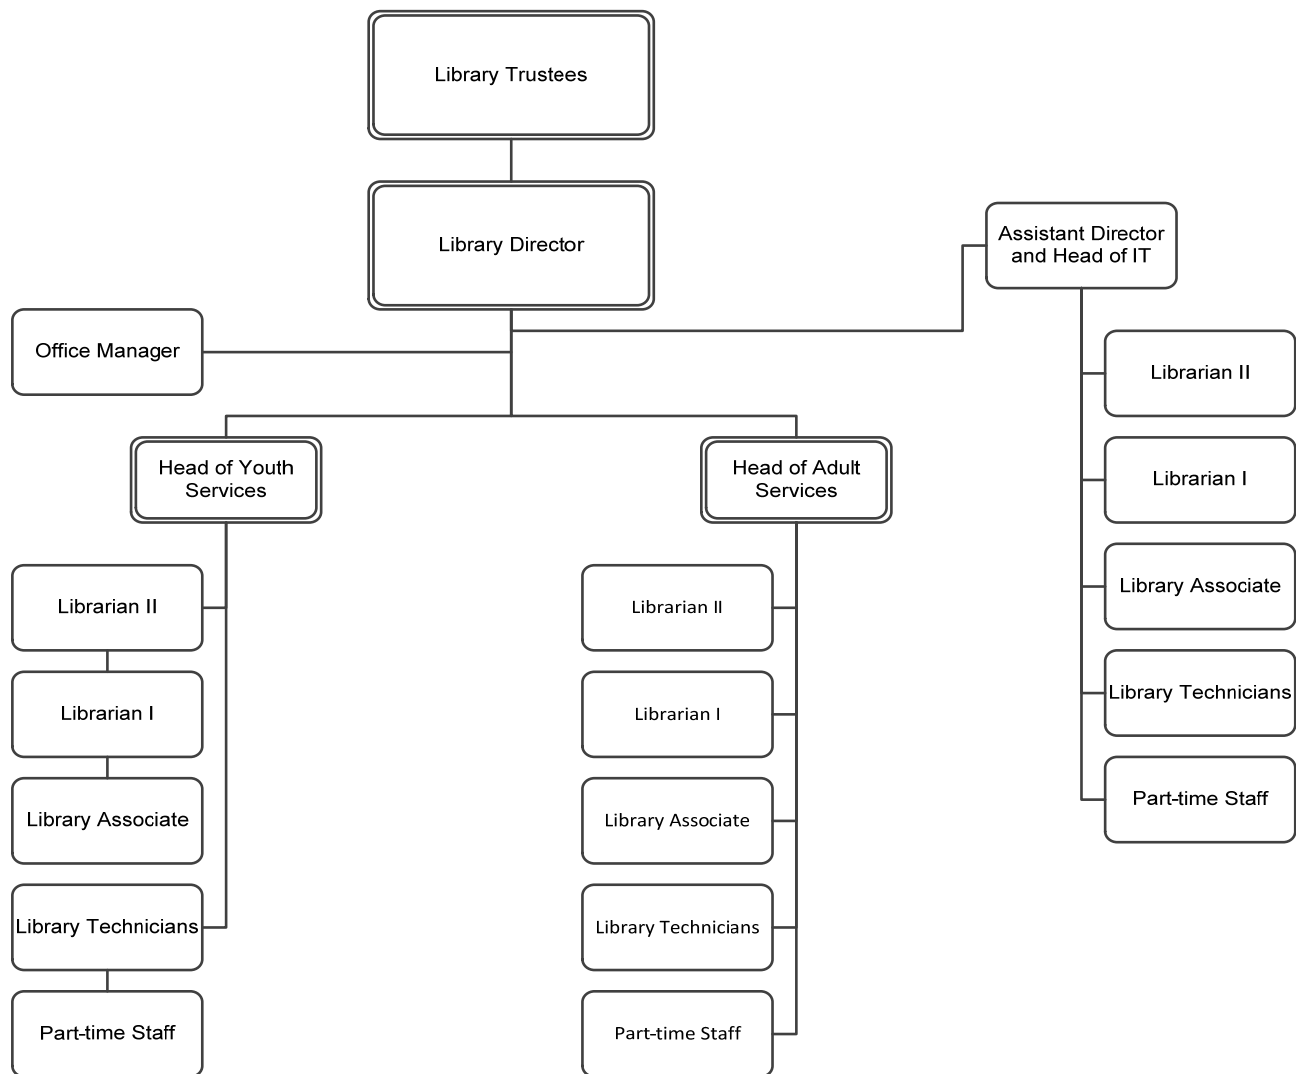 Library Trustees
Library Director
Assistant Director
and Head of IT
Office Manager
Head of Youth
Services
Librarian II
Librarian I
Library Associate
Library Technicians
Part-time Staff
Head of Adult
Services
Librarian II
Librarian I
Library Associate
Library Technicians
Part-time Staff
Librarian II
Librarian I
Library Associate
Library Technicians
Part-time Staff